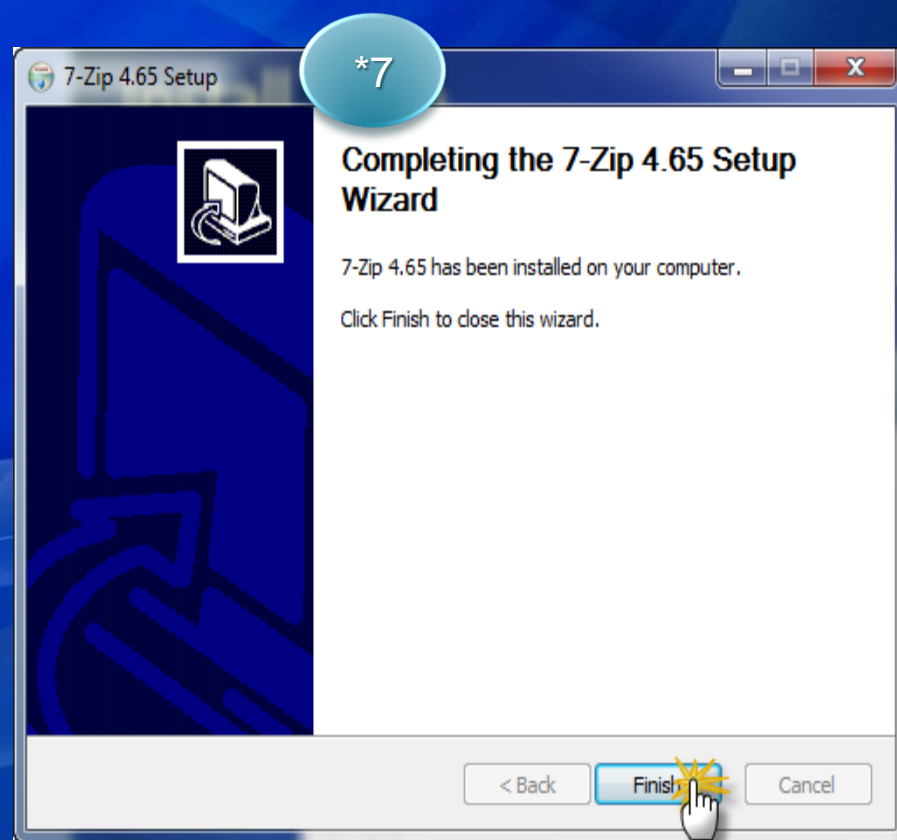 *7
7-Zip 4.65 Setup
Completing the 7-Zip 4.65 Setup
Wizard
7-Zip 4.65 has been installed on your computer.
Click Finish to close this wizard.
< Back
Finish
Cancel